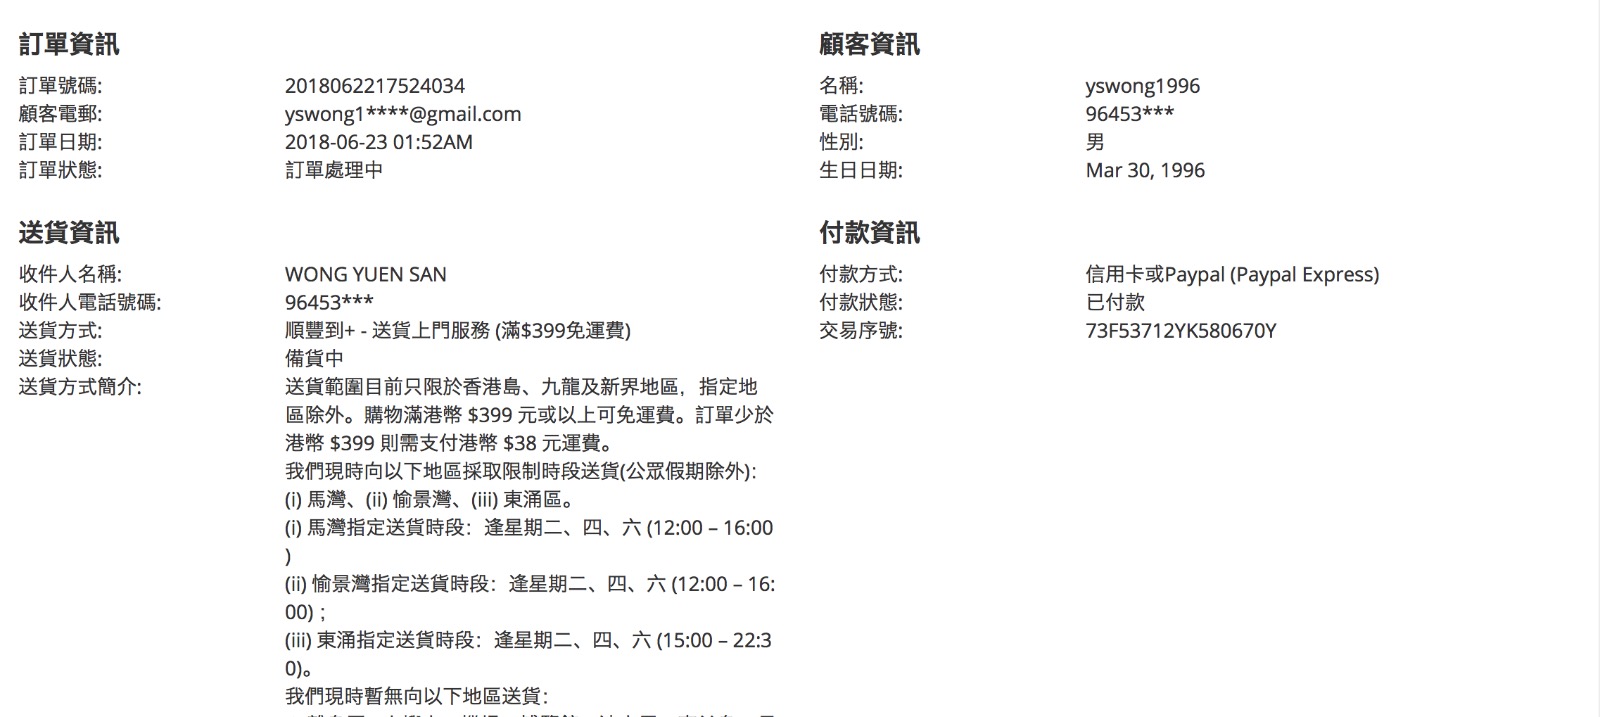 訂單資訊
訂單號碼: 2018062217524034
顧客電郵: yswong1****@gmail.com
訂單日期: 2018-06-23 01:52AM
訂單狀態: 訂單處理中
顧客資訊
名稱: yswong1996
電話號碼: 96453***
性別: 男
生日日期: Mar 30, 1996
送貨資訊
收件人名稱: WONG YUEN SAN
收件人電話號碼: 96453***
送貨方式: 順豐到+ - 送貨上門服務 (滿$399免運費)
送貨狀態: 備貨中
送貨方式簡介: 送貨範圍目前只限於香港島、九龍及新界地區，指定地
區除外。購物滿港幣 $399 元或以上可免運費。訂單少於
港幣 $399 則需支付港幣 $38 元運費。
我們現時向以下地區採取限制時段送貨(公眾假期除外)：
(i) 馬灣、(ii) 愉景灣、(iii) 東涌區。
(i) 馬灣指定送貨時段：逢星期二、四、六 (12:00 – 16:00
)
(ii) 愉景灣指定送貨時段：逢星期二、四、六 (12:00 – 16:
00)；
(iii) 東涌指定送貨時段：逢星期二、四、六 (15:00 – 22:3
0)。
我們現時暫無向以下地區送貨：
付款資訊
付款方式: 信用卡或Paypal (Paypal Express)
付款狀態: 已付款
交易序號: 73F53712YK580670Y